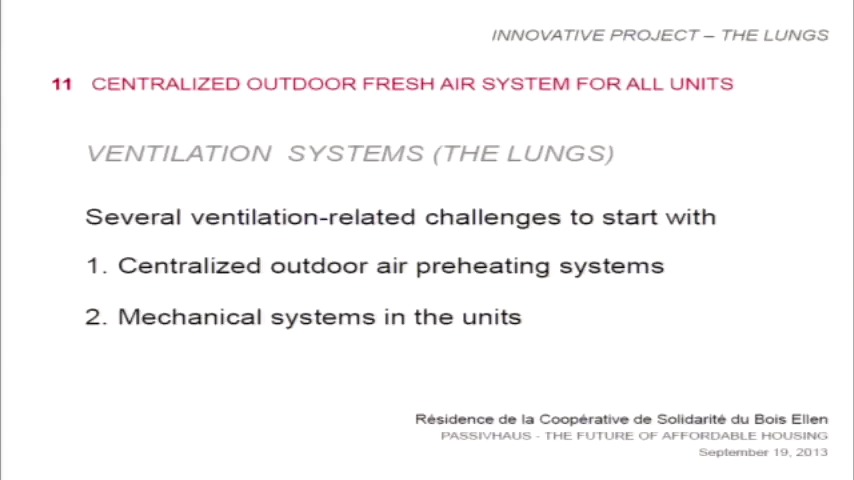 INNOVATIVE PROJECT – THE LUNGS
11 CENTRALIZED OUTDOOR FRESH AIR SYSTEM FOR ALL UNITS
VENTILATION SYSTEMS (THE LUNGS)
Several ventilation-related challenges to start with
1. Centralized outdoor air preheating systems
2. Mechanical systems in the units
Résidence de la Coopérative de Solidarité du Bois Ellen
PASSIVHAUS - THE FUTURE OF AFFORDABLE HOUSING
September 19, 2013